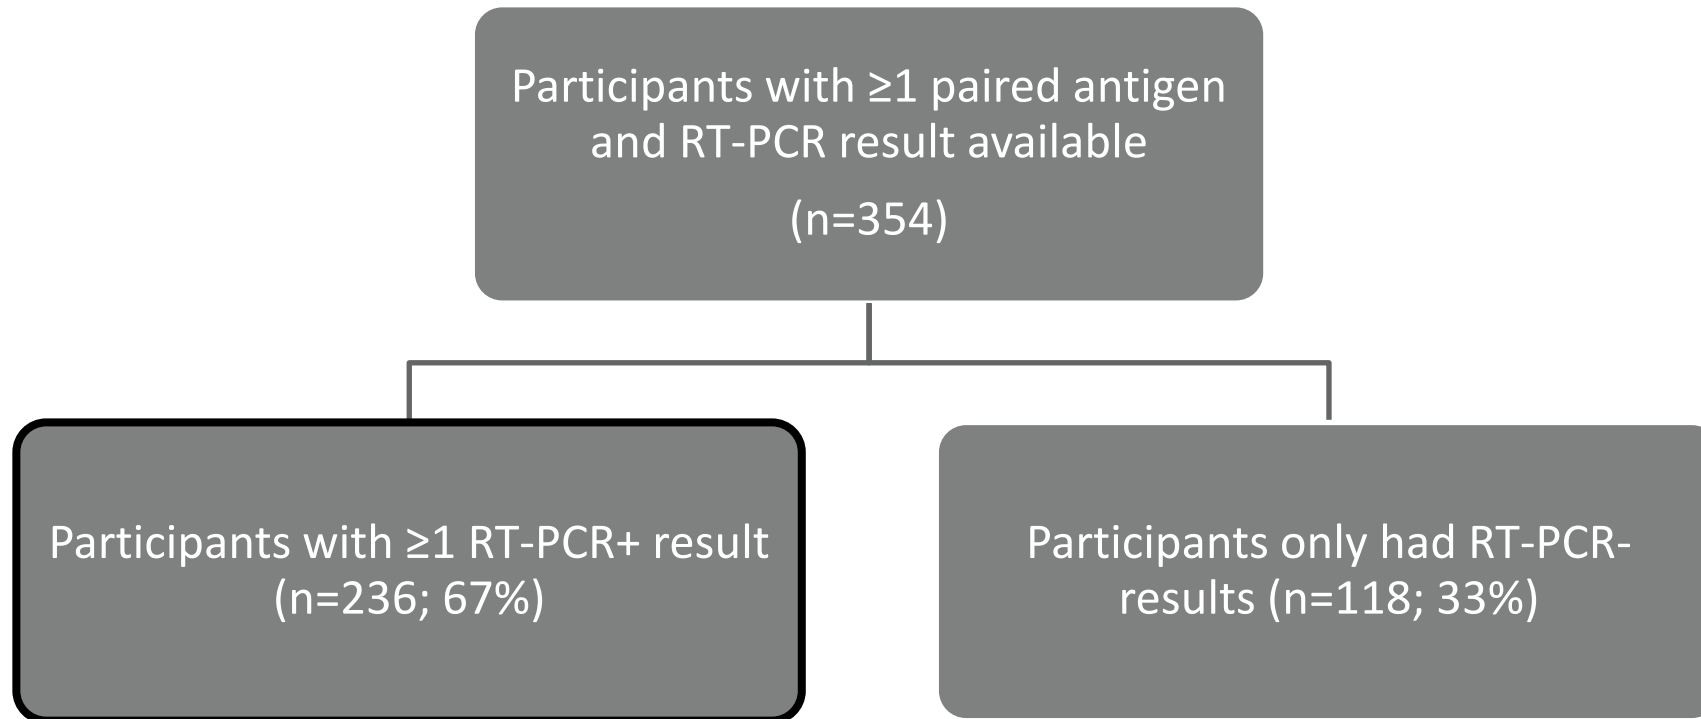 Participants with ≥1 paired antigen
and RT-PCR result available
(n=354)
Participants with ≥1 RT-PCR+ result
(n=236; 67%)
Participants only had RT-PCR-
results (n=118; 33%)